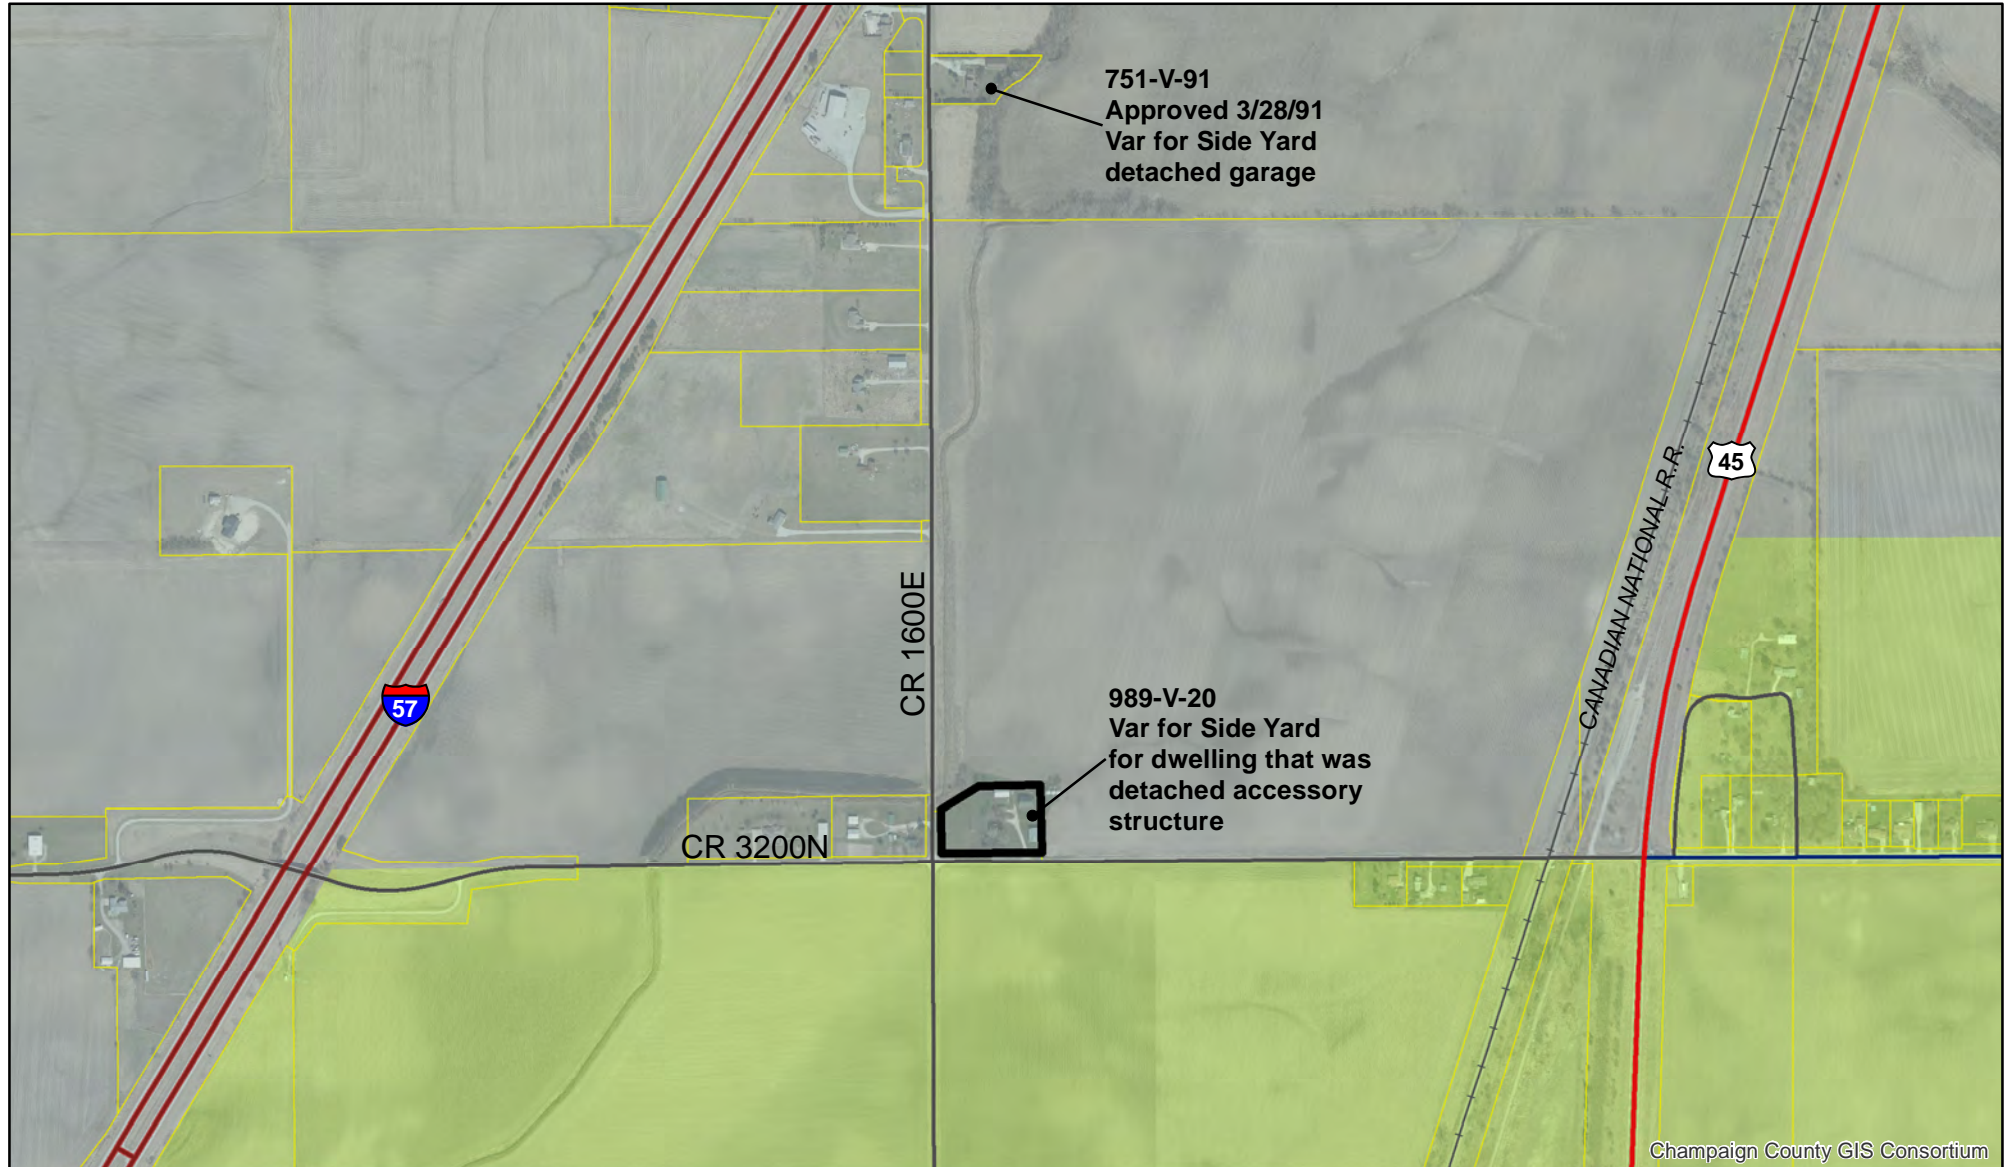 751-V-91
Approved 3/28/91
Var for Side Yard
detached garage
45
CANADIAN NATIONAL R.R.
CR 1600E
57
989-V-20
Var for Side Yard
for dwelling that was
detached accessory
structure
CR 3200N
Champaign County GIS Consortium